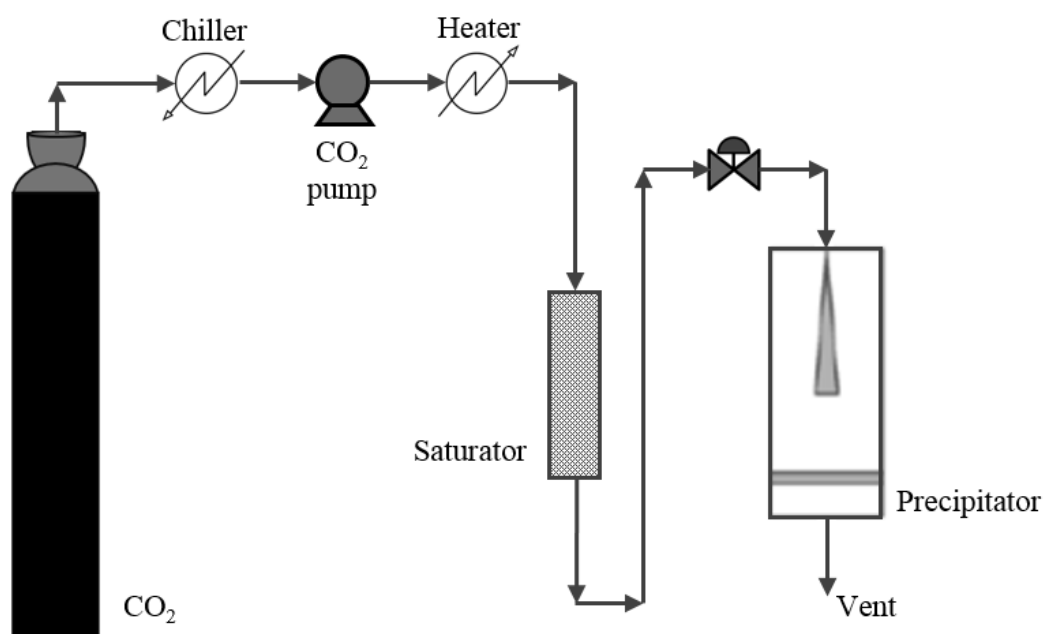 Chiller
Heater
CO₂
pump
Saturator
Precipitator
CO₂
Vent